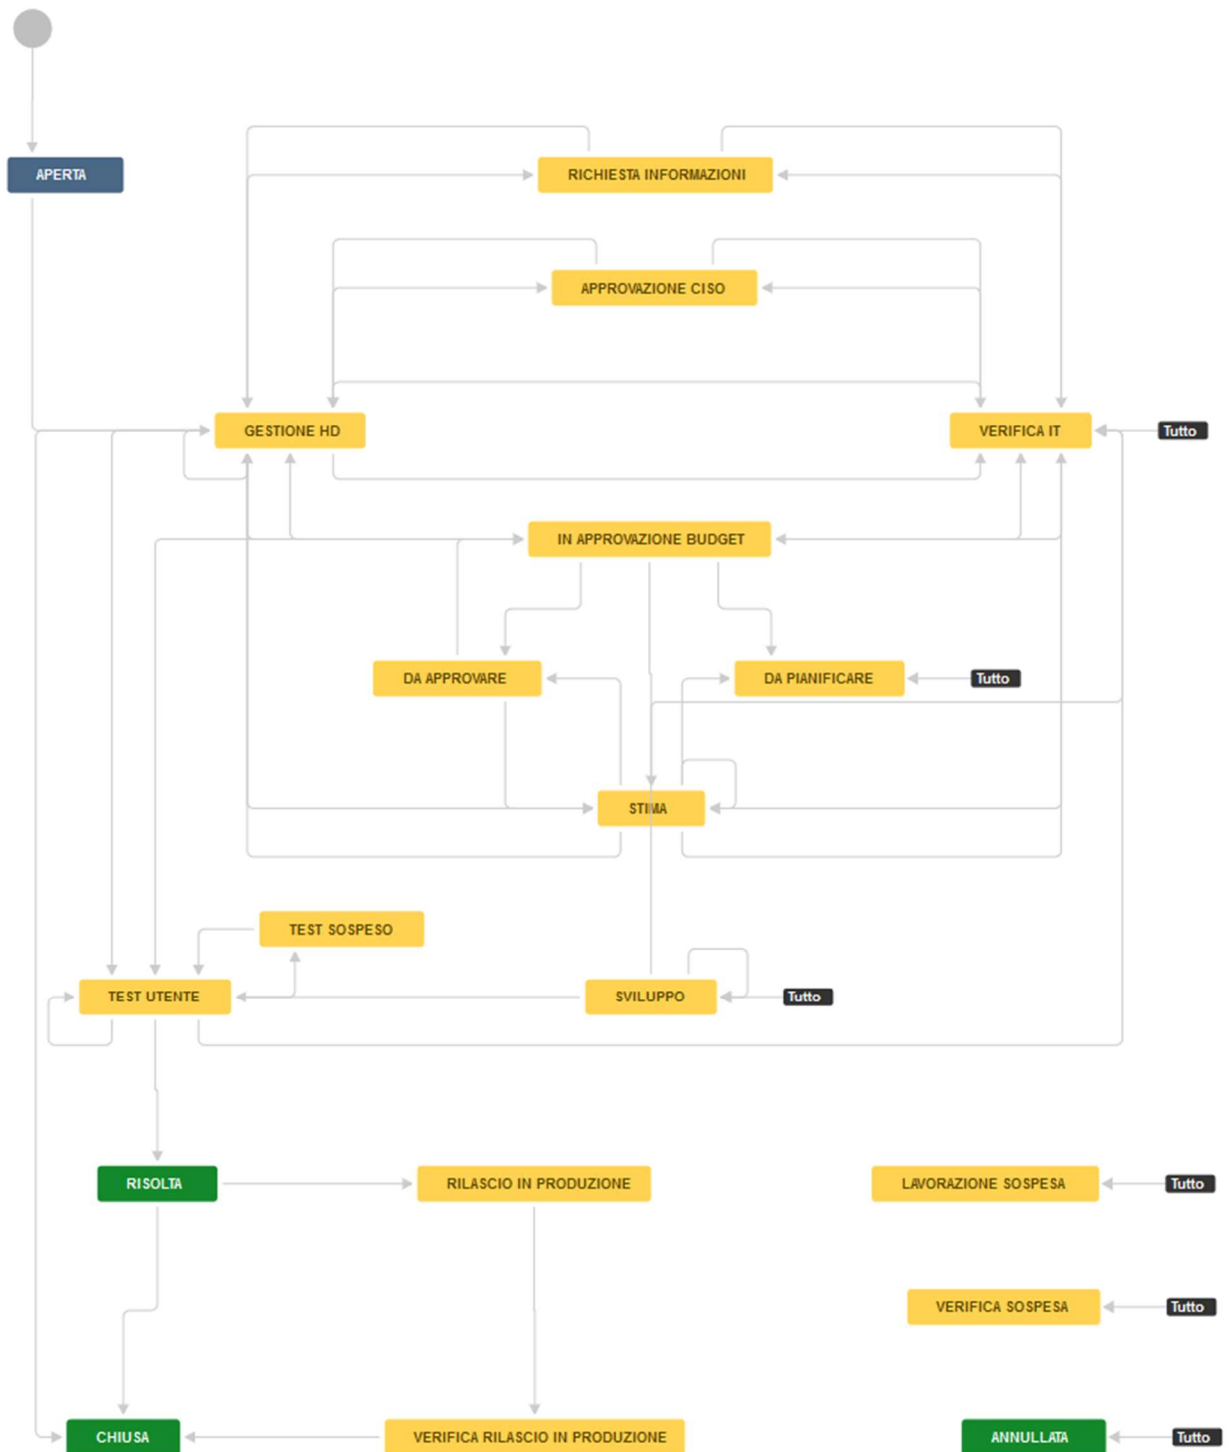 APERTA
RICHIESTA INFORMAZIONI
APPROVAZIONE CISO
GESTIONE HD
VERIFICA IT
Tutto
IN APPROVAZIONE BUDGET
DA APPROVARE
DA PIANIFICARE
Tutto
STIMA
TEST SOSPESO
TEST UTENTE
SVILUPPO
Tutto
RISOLTA
RILASCIO IN PRODUZIONE
LAVORAZIONE SOSPESA
Tutto
VERIFICA SOSPESA
Tutto
CHIUSA
VERIFICA RILASCIO IN PRODUZIONE
ANNULLATA
Tutto